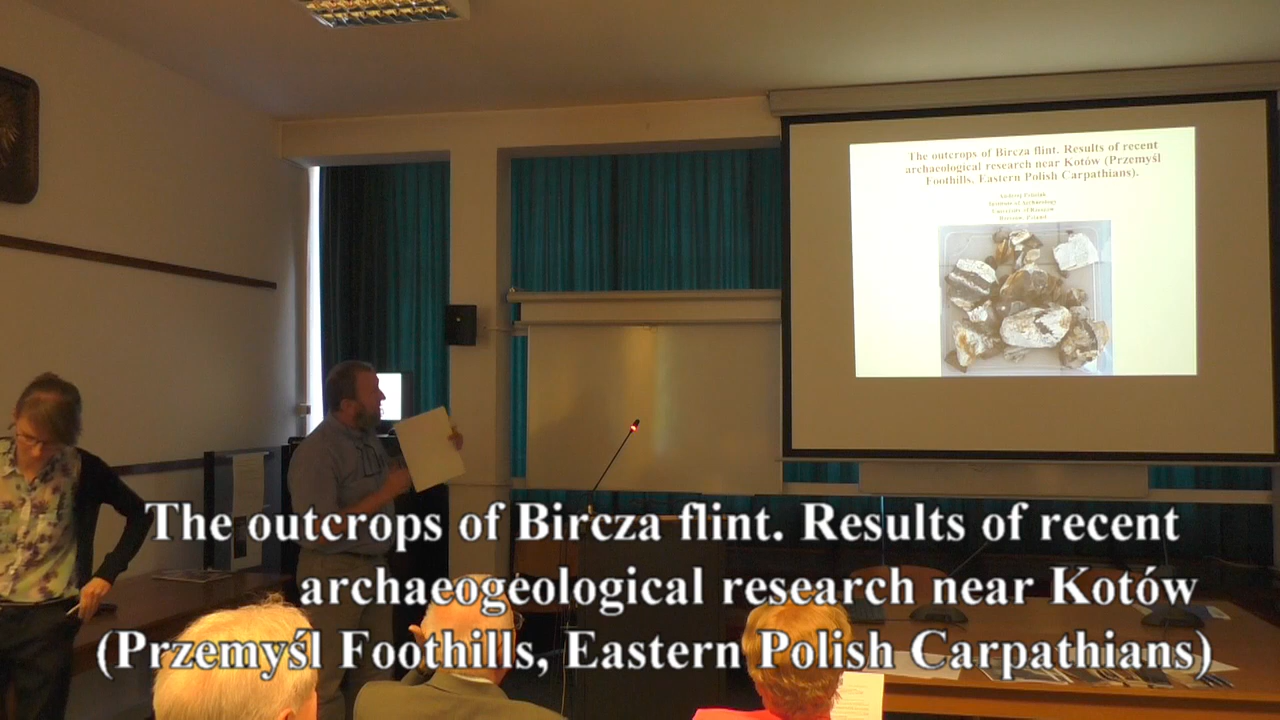 The outcrops of Bircza flint. Results of recent
archaeological research near Kotów (Przemyśl
Foothills, Eastern Polish Carpathians).
Institute of Archaeology
University of Rzeszów
Rzeszów, Poland
The outcrops of Bircza flint. Results of recent
archaeogeological research near Kotów
(Przemyśl Foothills, Eastern Polish Carpathians)